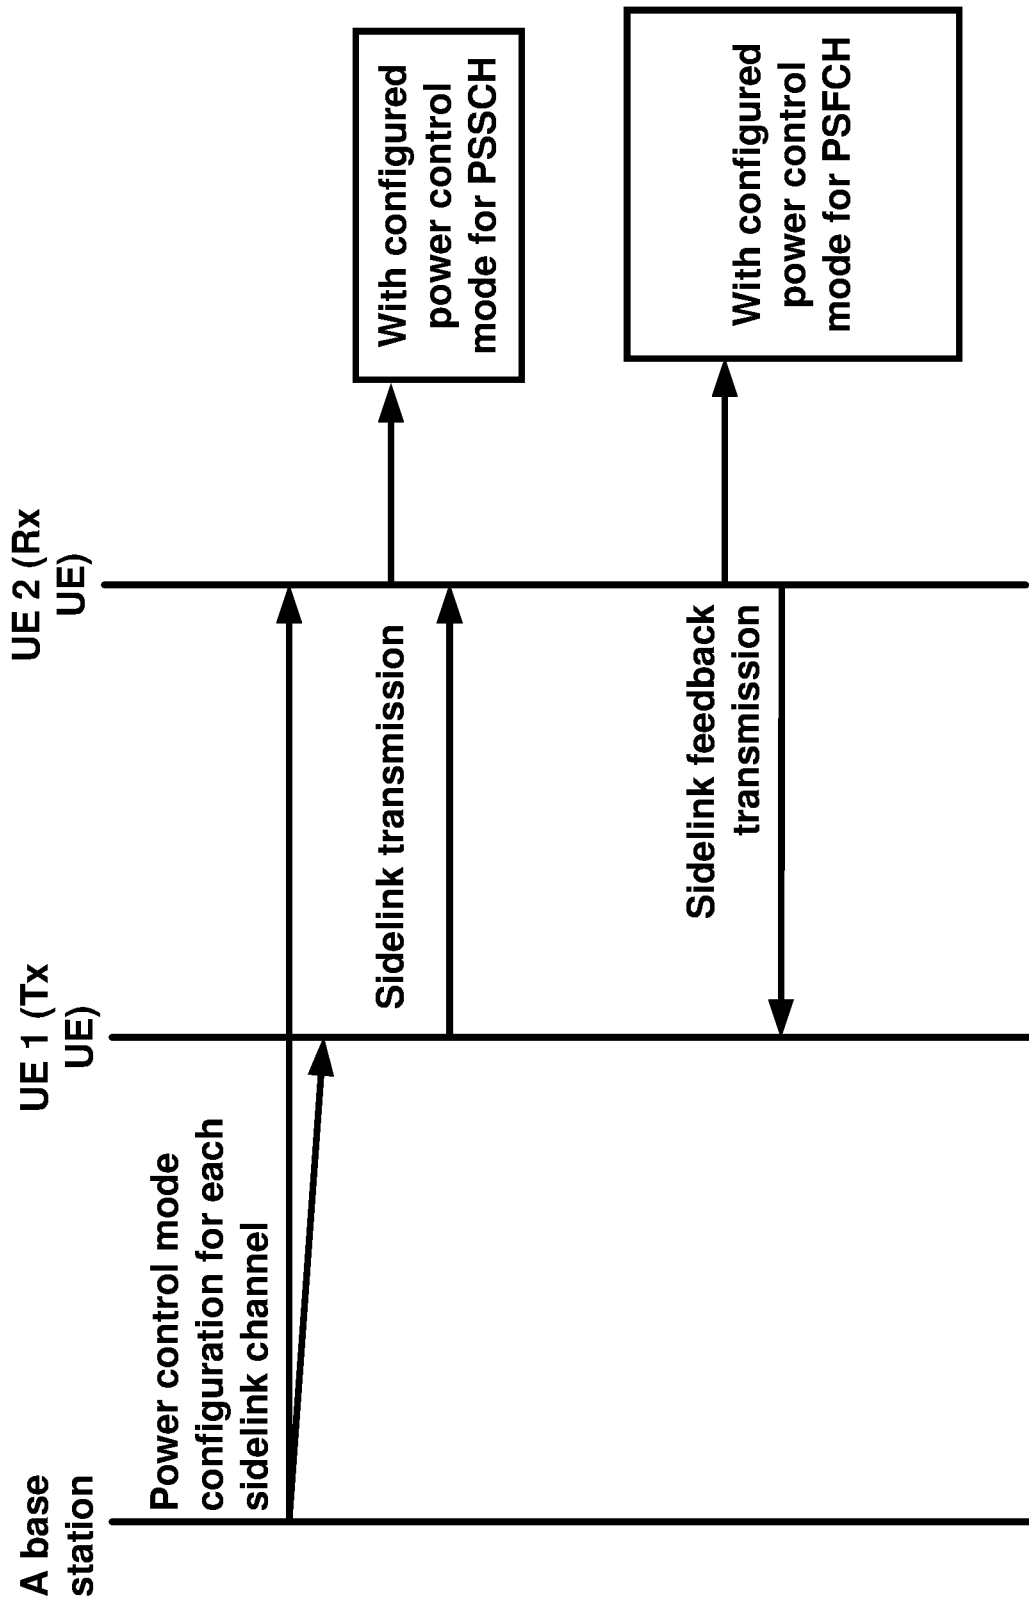 A base
station
UE 1 (Tx
UE)
UE 2 (Rx
UE)
Power control mode
configuration for each
sidelink channel
Sidelink transmission
With configured
power control
mode for PSSCH
Sidelink feedback
transmission
With configured
power control
mode for PSFCH